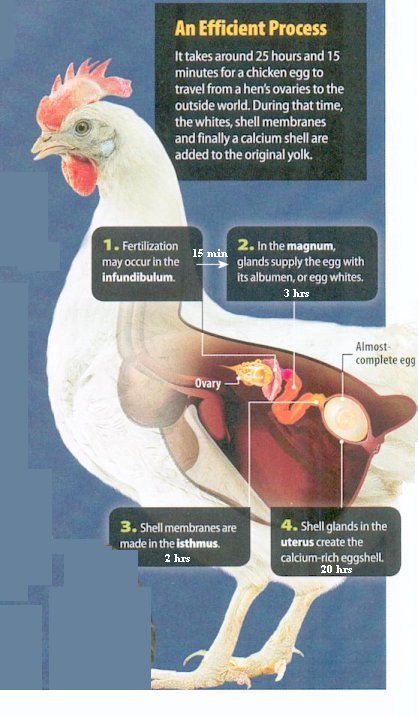 An Efficient Process
It takes around 25 hours and 15
minutes for a chicken egg to
travel from a hen's ovaries to the
outside world. During that time,
the whites, shell membranes
and finally a calcium shell are
added to the original yolk.
1. Fertilization
may occur in the
infundibulum.
15 min
2. In the magnum,
glands supply the egg with
its albumen, or egg whites.
3 hrs
Almost-
complete egg
Ovary
3. Shell membranes are
made in the isthmus.
2 hrs
4. Shell glands in the
uterus create the
calcium-rich eggshell.
20 hrs